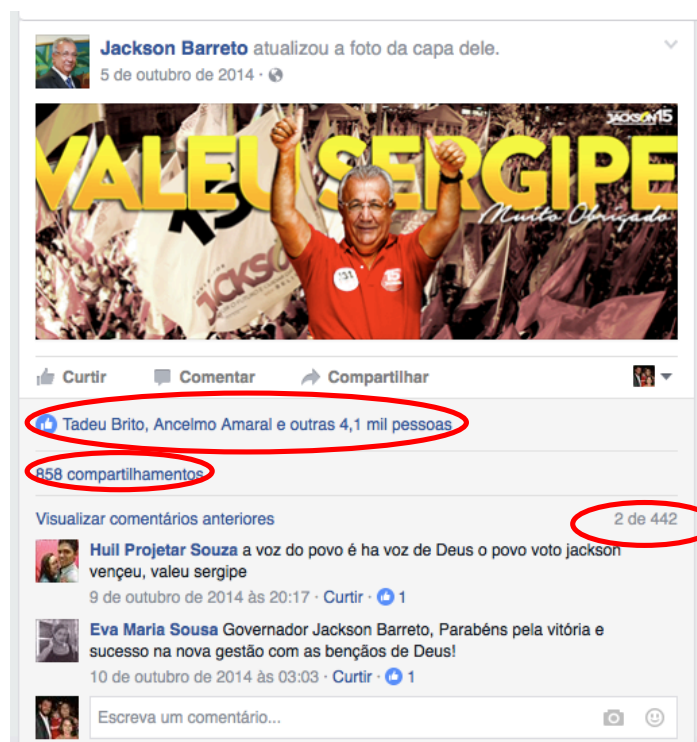 Jackson Barreto atualizou a foto da capa dele.
5 de outubro de 2014 ·
JACKSON15
VALEU SERGIPE
Muito Obrigado
15
JACKSO
15
Curtir Comentar Compartilhar
Tadeu Brito, Ancelmo Amaral e outras 4,1 mil pessoas
858 compartilhamentos
Visualizar comentários anteriores 2 de 442
Huil Projetar Souza a voz do povo é ha voz de Deus o povo voto jackson
vençeu, valeu sergipe
9 de outubro de 2014 às 20:17 · Curtir · 1
Eva Maria Sousa Governador Jackson Barreto, Parabéns pela vitória e
sucesso na nova gestão com as bençãos de Deus!
10 de outubro de 2014 às 03:03 · Curtir · 1
Escreva um comentário...